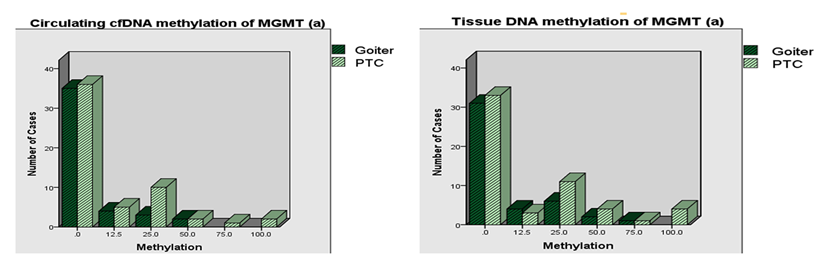 Circulating cfDNA methylation of MGMT (a)
Goiter
PTC
Number of Cases
40
30
20
10
0
.0 12.5 25.0 50.0 75.0 100.0
Methylation
Tissue DNA methylation of MGMT (a)
Goiter
PTC
Number of Cases
40
30
20
10
0
.0 12.5 25.0 50.0 75.0 100.0
Methylation